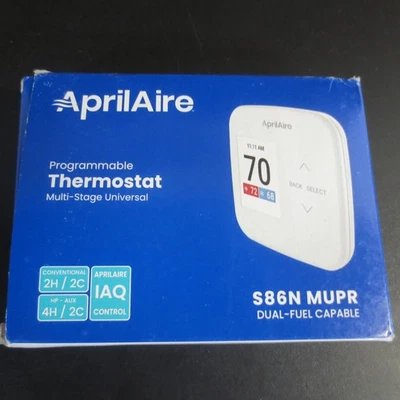 AprilAire
Programmable
Thermostat
Multi-Stage Universal
CONVENTIONAL
2H / 2C
HP - AUX
4H / 2C
APRILAIRE
IAQ
CONTROL
AprilAire
11:11 AM
70
72 68
BACK SELECT
S86N MUPR
DUAL-FUEL CAPABLE